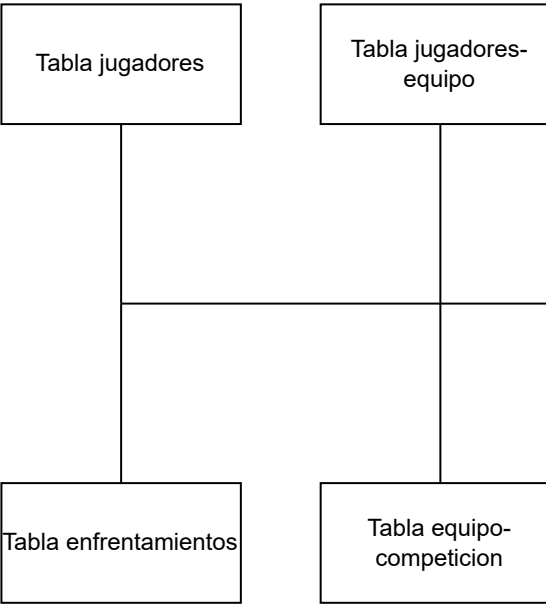 Tabla jugadores
Tabla jugadores-
equipo
Tabla enfrentamientos
Tabla equipo-
competicion